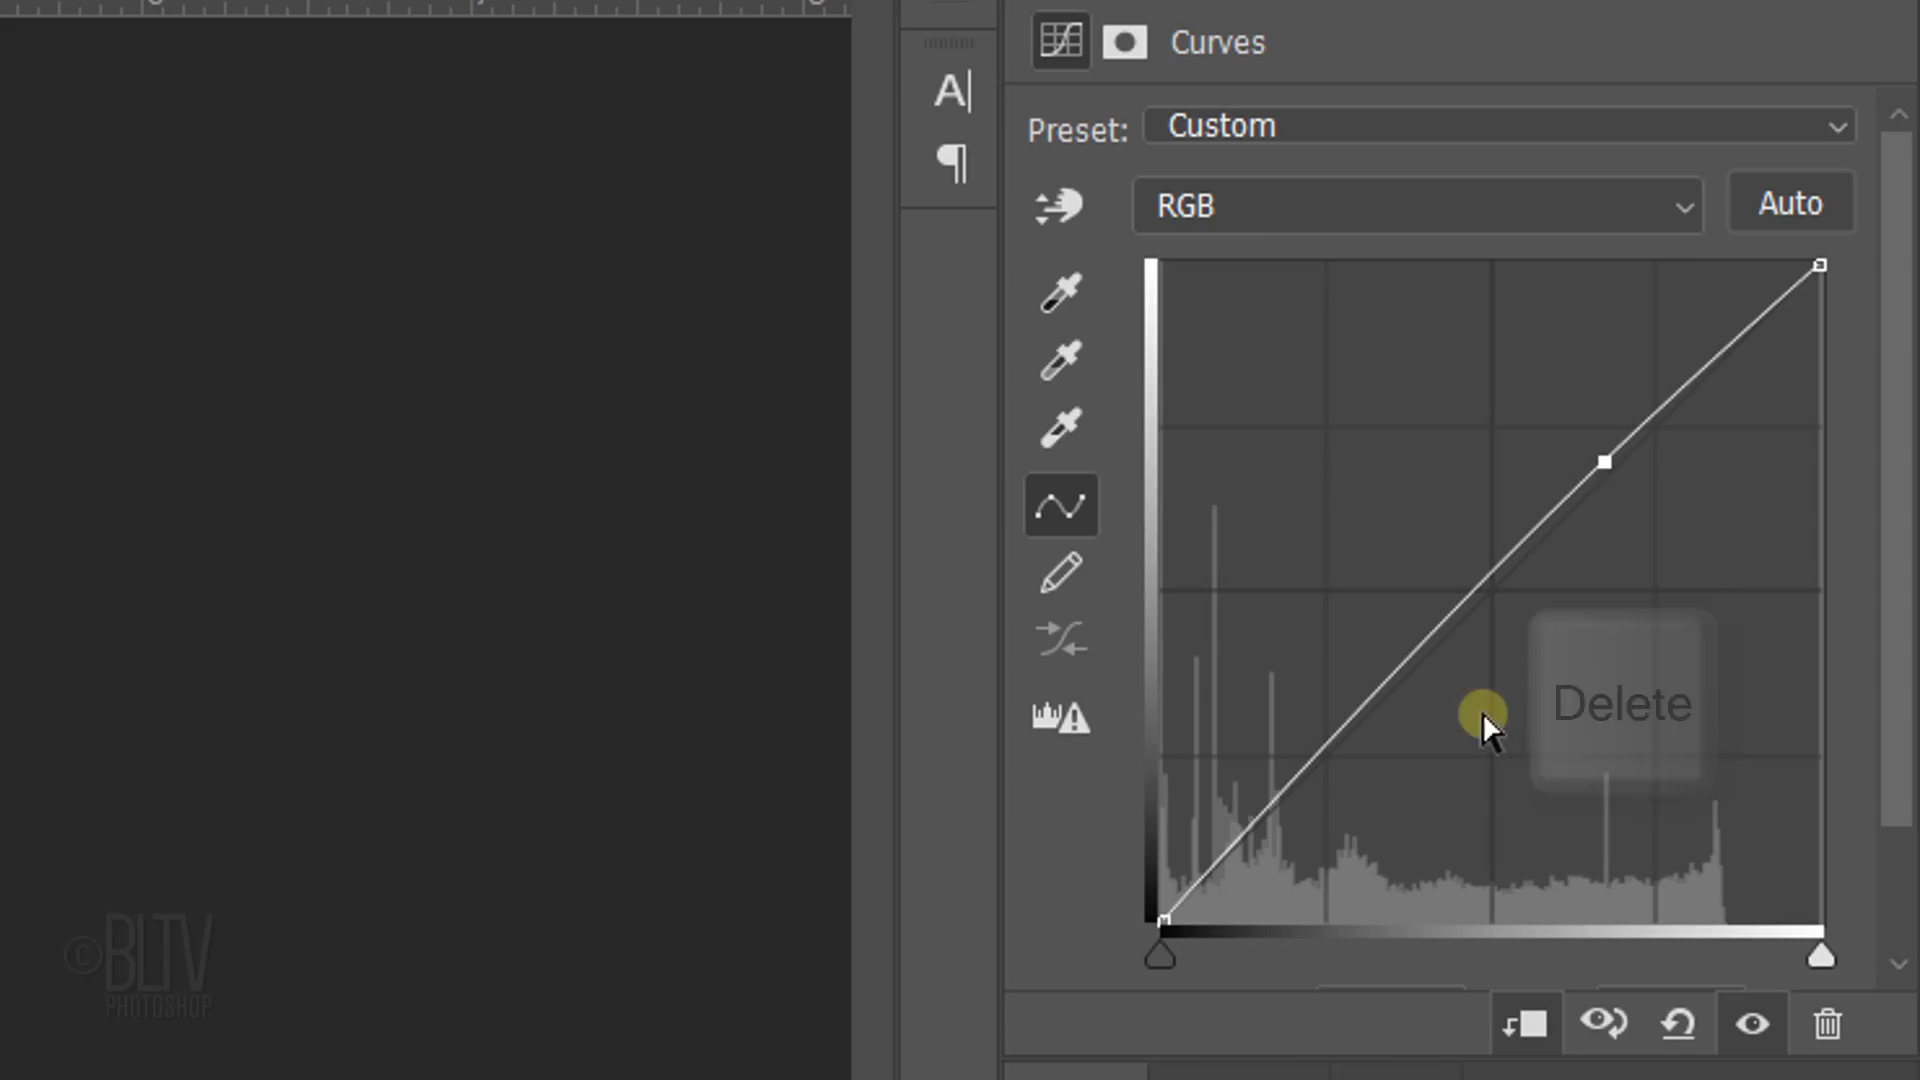 Curves
Preset: Custom
RGB
Auto
Delete
©BLTV
PHOTOSHOP